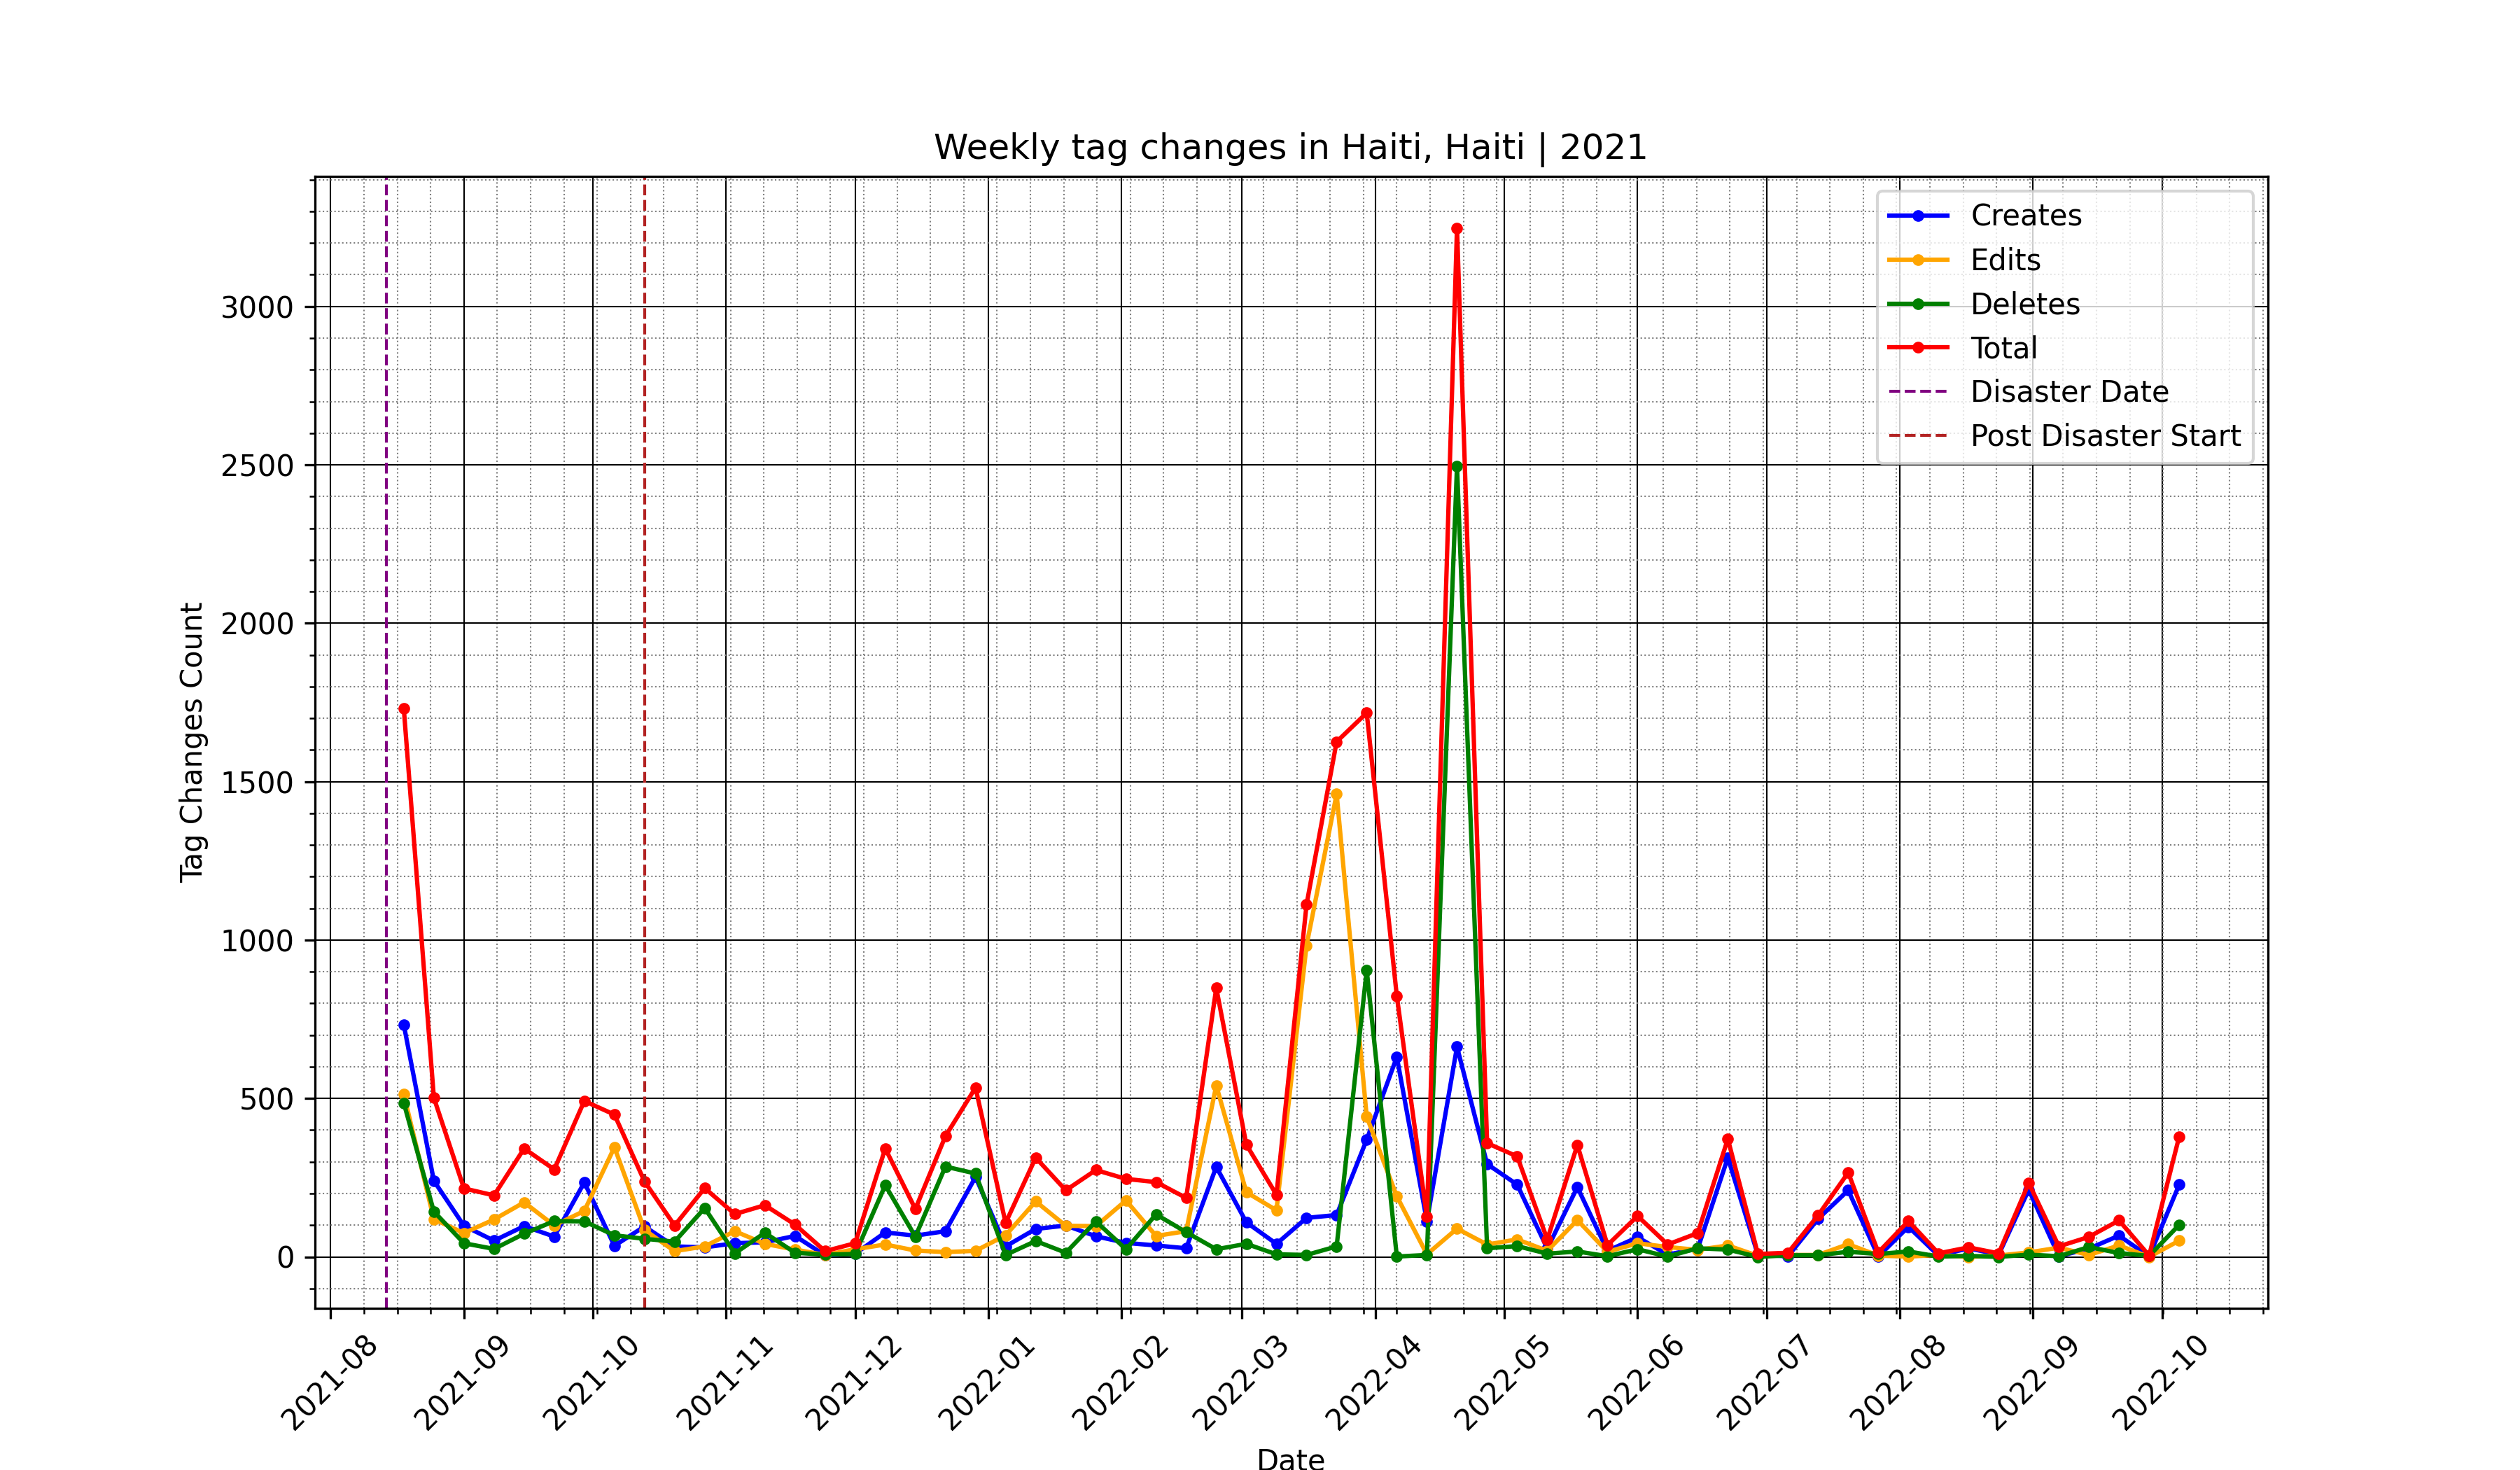 Weekly tag changes in Haiti, Haiti | 2021
Creates
Edits
Deletes
Total
Disaster Date
Post Disaster Start
Tag Changes Count
3000
2500
2000
1500
1000
500
0
2021-08
2021-09
2021-10
2021-11
2021-12
2022-01
2022-02
2022-03
2022-04
2022-05
2022-06
2022-07
2022-08
2022-09
2022-10
Date